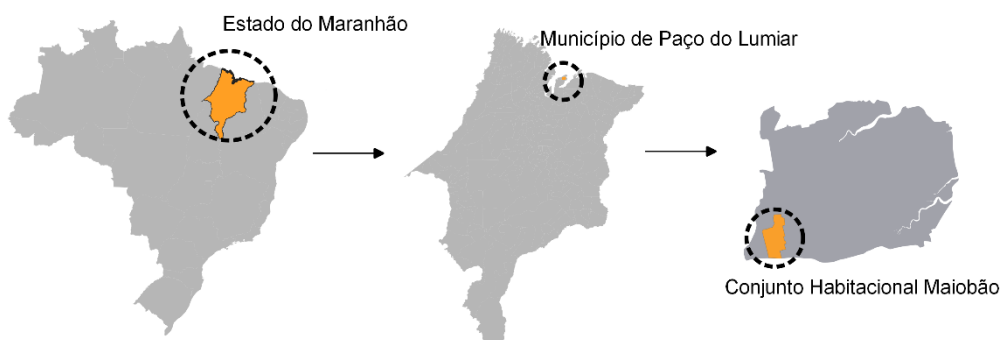 Estado do Maranhão
Município de Paço do Lumiar
Conjunto Habitacional Maiobão